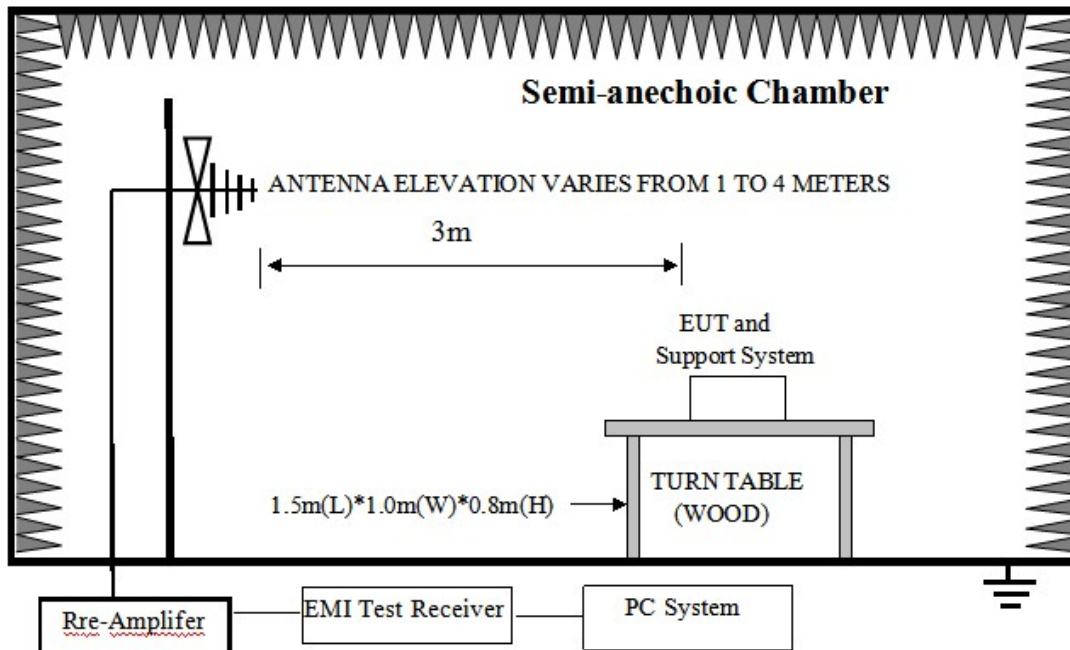 Semi-anechoic Chamber
ANTENNA ELEVATION VARIES FROM 1 TO 4 METERS
3m
EUT and
Support System
1.5m(L)*1.0m(W)*0.8m(H)
TURN TABLE
(WOOD)
Rre-Amplifer
EMI Test Receiver
PC System